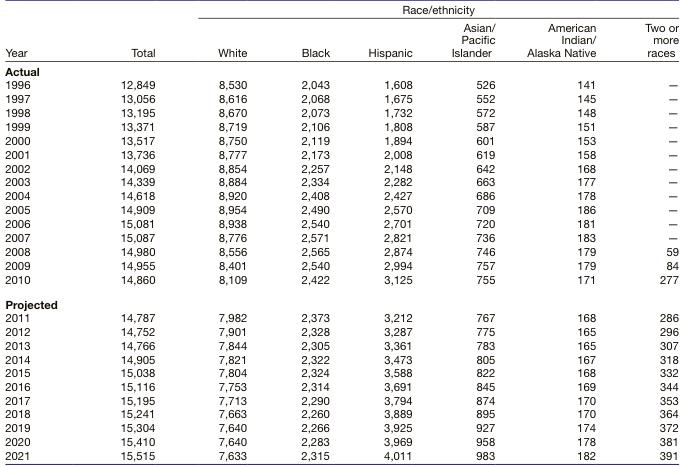 Race/ethnicity
Asian/ American Two or
Pacific Indian/ more
Year Total White Black Hispanic Islander Alaska Native races
Actual
1996 12,849 8,530 2,043 1,608 526 141 —
1997 13,056 8,616 2,068 1,675 552 145 —
1998 13,195 8,670 2,073 1,732 572 148 —
1999 13,371 8,719 2,106 1,808 587 151 —
2000 13,517 8,750 2,119 1,894 601 153 —
2001 13,736 8,777 2,173 2,008 619 158 —
2002 14,069 8,854 2,257 2,148 642 168 —
2003 14,339 8,884 2,334 2,282 663 177 —
2004 14,618 8,920 2,408 2,427 686 178 —
2005 14,909 8,954 2,490 2,570 709 186 —
2006 15,081 8,938 2,540 2,701 720 181 —
2007 15,087 8,776 2,571 2,821 736 183 —
2008 14,980 8,556 2,565 2,874 746 179 59
2009 14,955 8,401 2,540 2,994 757 179 84
2010 14,860 8,109 2,422 3,125 755 171 277
Projected
2011 14,787 7,982 2,373 3,212 767 168 286
2012 14,752 7,901 2,328 3,287 775 165 296
2013 14,766 7,844 2,305 3,361 783 165 307
2014 14,905 7,821 2,322 3,473 805 167 318
2015 15,038 7,804 2,324 3,588 822 168 332
2016 15,116 7,753 2,314 3,691 845 169 344
2017 15,195 7,713 2,290 3,794 874 170 353
2018 15,241 7,663 2,260 3,889 895 170 364
2019 15,304 7,640 2,266 3,925 927 174 372
2020 15,410 7,640 2,283 3,969 958 178 381
2021 15,515 7,633 2,315 4,011 983 182 391